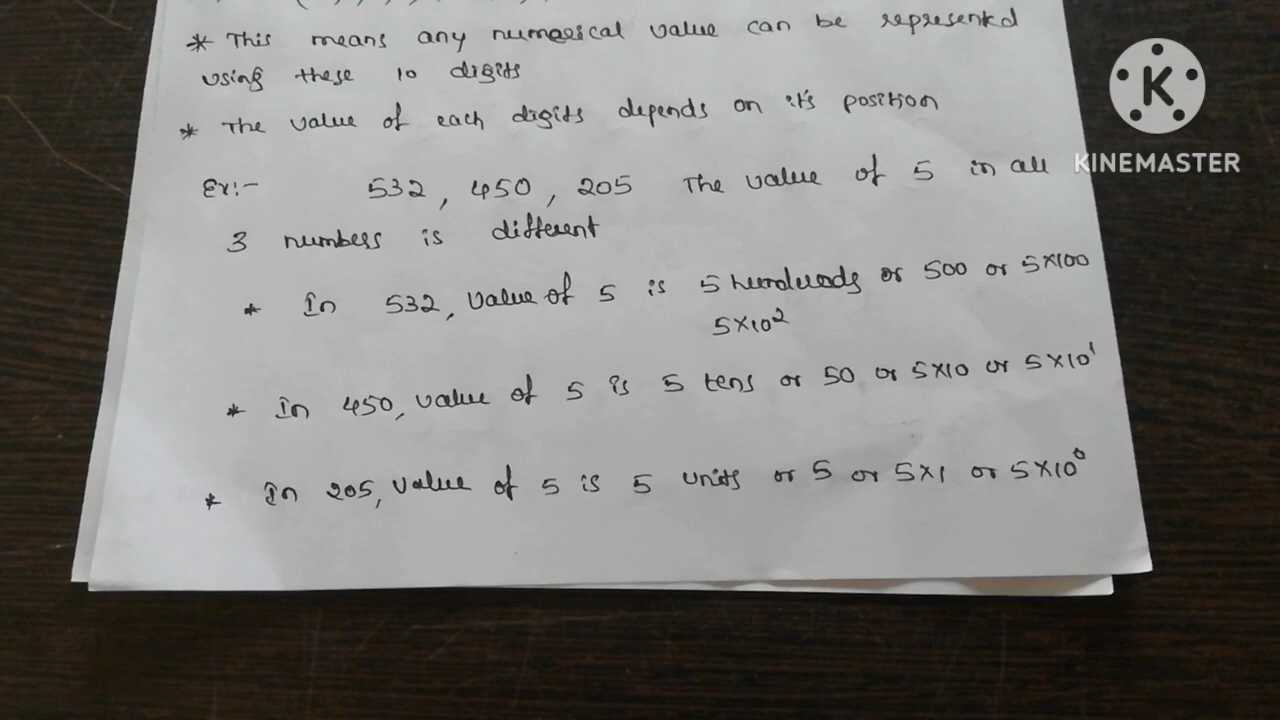 * This means any numerical value can be represented
using these 10 digits
* The value of each digits depends on it's position
Ex:- 532, 450, 205 The value of 5 in all
3 numbers is different
* In 532, value of 5 is 5 hundreds or 500 or 5×100
5×10²
* In 450, value of 5 is 5 tens or 50 or 5×10 or 5×10¹
* In 205, value of 5 is 5 units or 5 or 5×1 or 5×10⁰
K
KINEMASTER